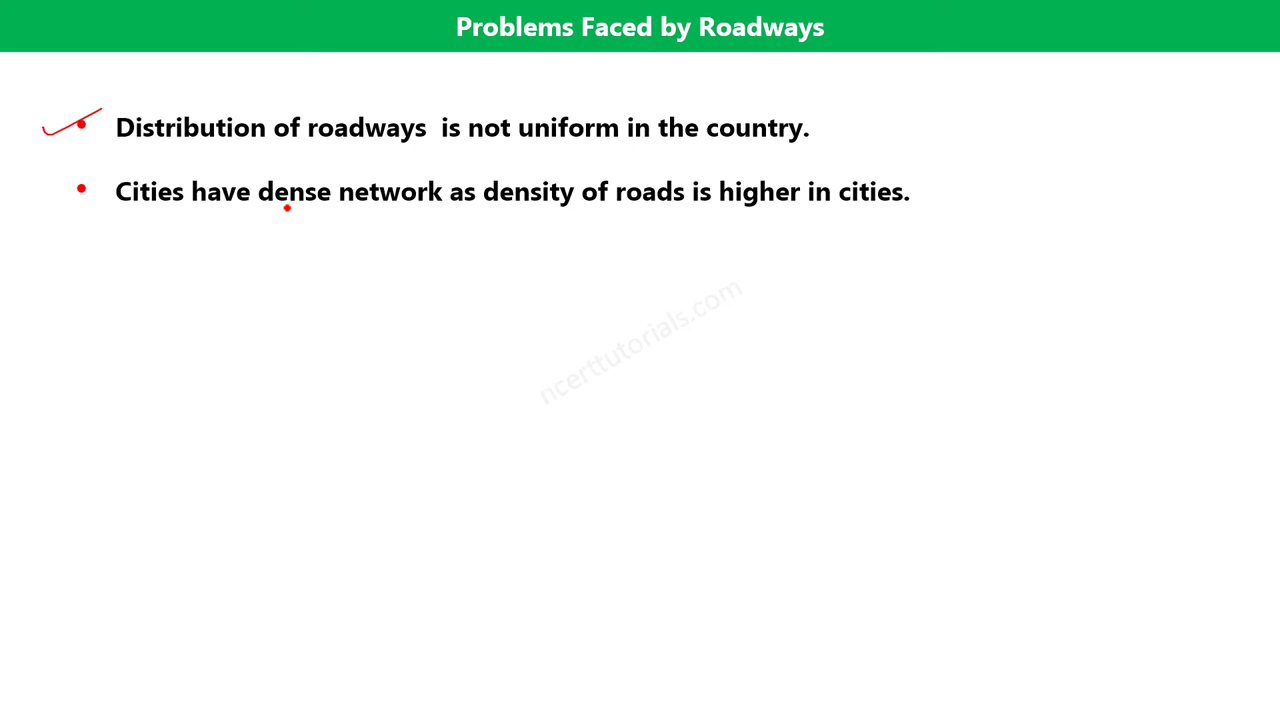 Problems Faced by Roadways
Distribution of roadways is not uniform in the country.
Cities have dense network as density of roads is higher in cities.
ncerttutorials.com